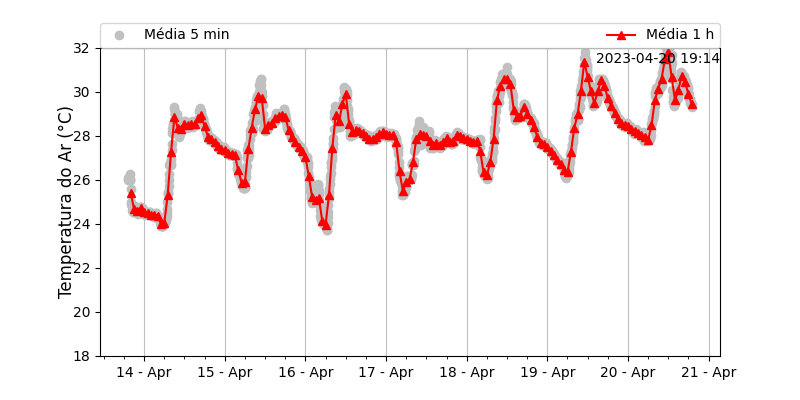 Média 5 min
Média 1 h
2023-04-20 19:14
Temperatura do Ar (°C)
32
30
28
26
24
22
20
18
14 - Apr
15 - Apr
16 - Apr
17 - Apr
18 - Apr
19 - Apr
20 - Apr
21 - Apr